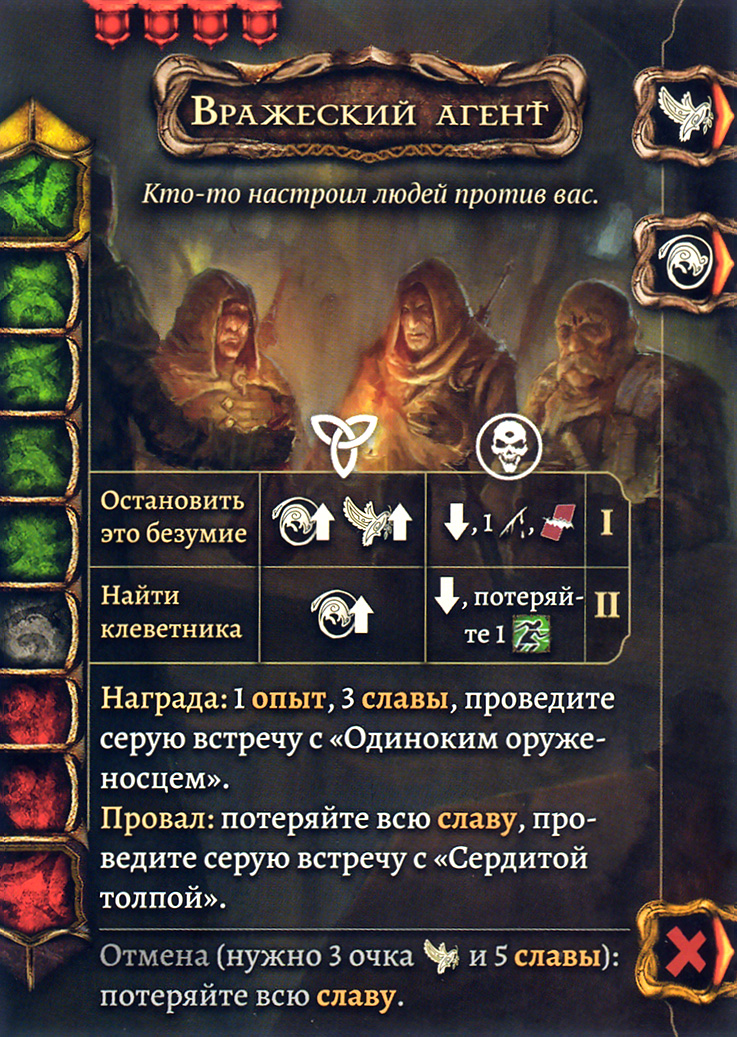 Вражеский агент
Кто-то настроил людей против вас.
Остановить
это безумие
, 1 ,
I
Найти
клеветника
, потеряй-
те 1
II
Награда: 1 опыт, 3 славы, проведите
серую встречу с «Одиноким оруже-
носцем».
Провал: потеряйте всю славу, про-
ведите серую встречу с «Сердитой
толпой».
Отмена (нужно 3 очка и 5 славы):
потеряйте всю славу.